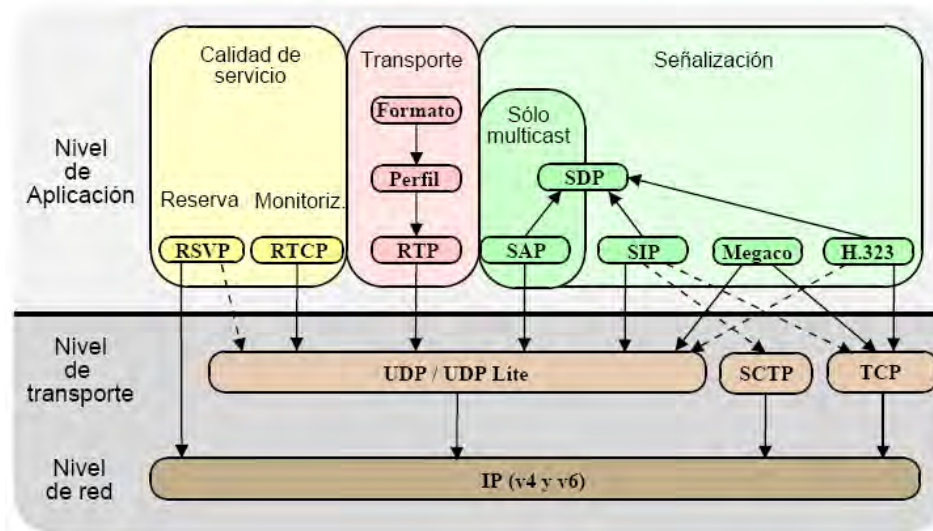 Calidad de
servicio
Transporte
Señalización
Formato
Sólo
multicast
Nivel
de
Aplicación
Perfil
SDP
Reserva
Monitoriz.
RSVP
RTCP
RTP
SAP
SIP
Megaco
H.323
Nivel
de
transporte
UDP / UDP Lite
SCTP
TCP
Nivel
de red
IP (v4 y v6)